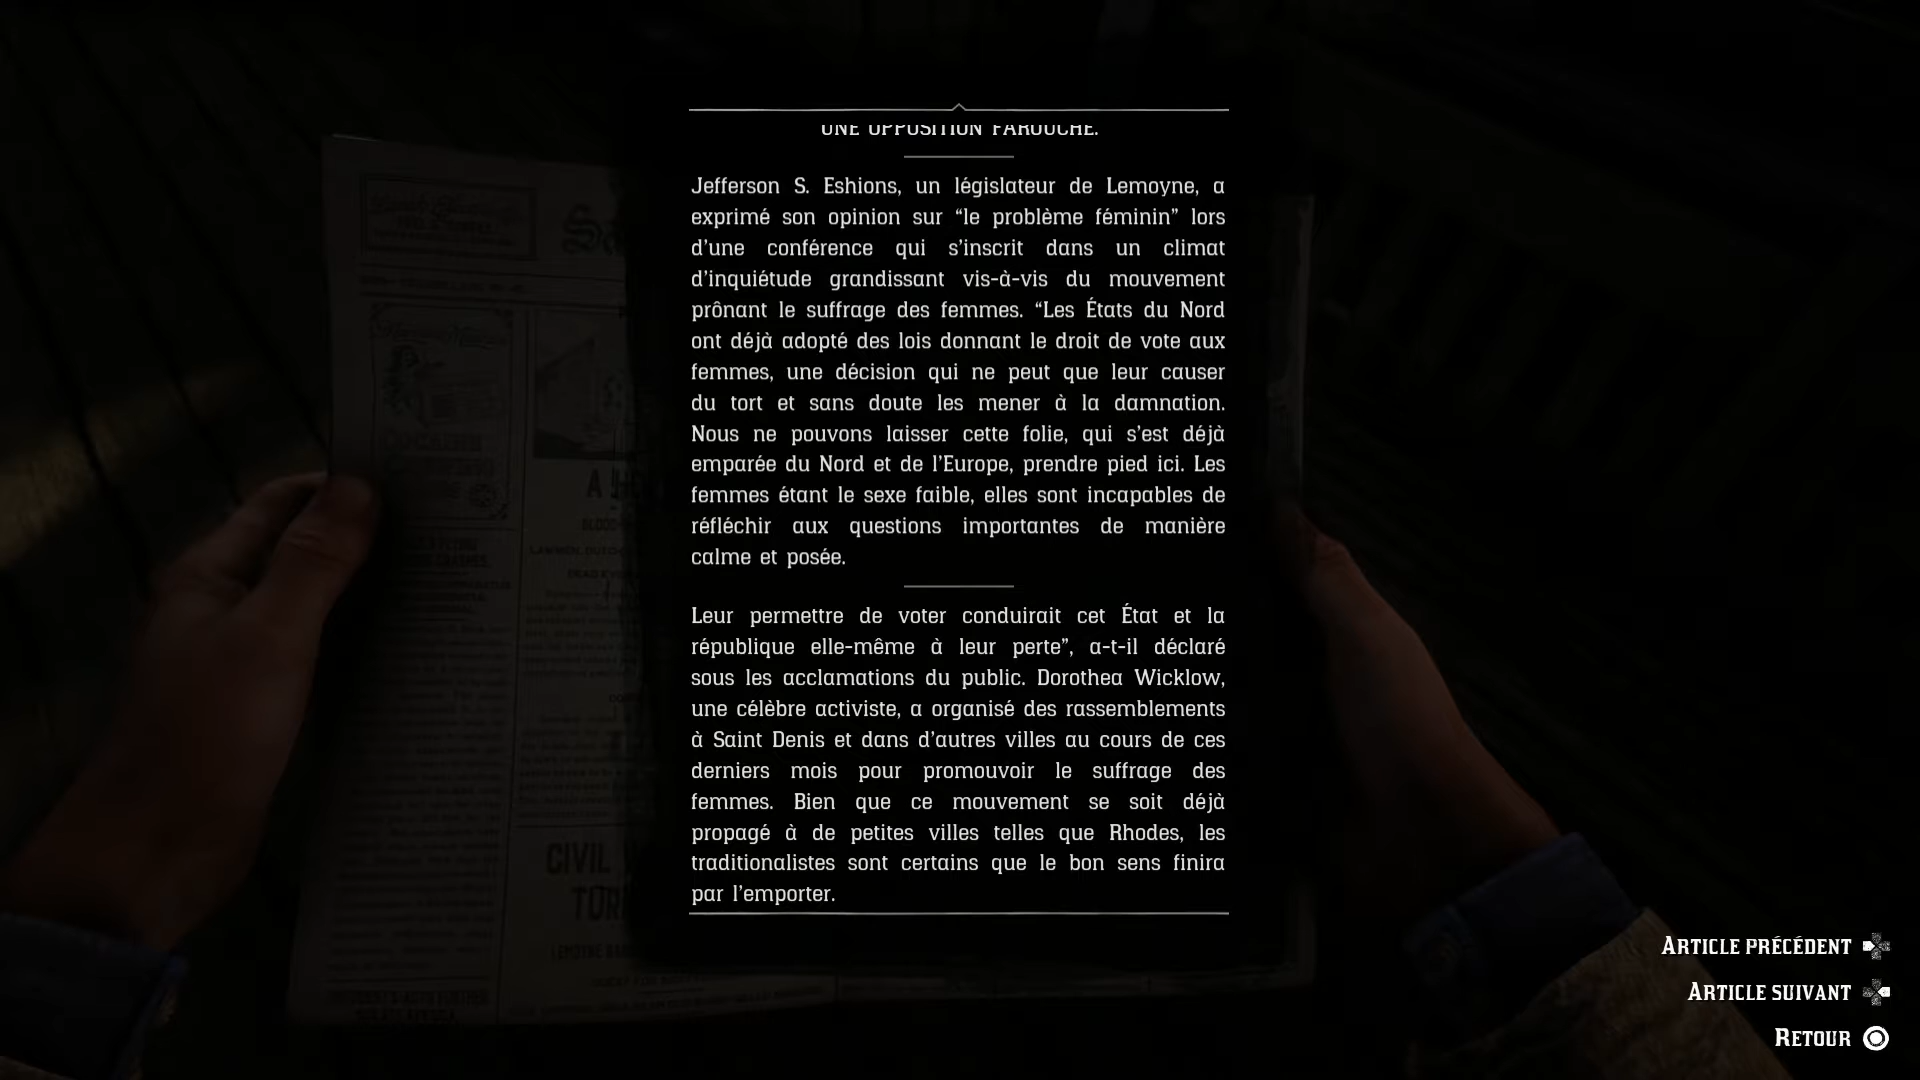 UNE OPPOSITION FAROUCHE.
Jefferson S. Eshions, un législateur de Lemoyne, a
exprimé son opinion sur “le problème féminin” lors
d’une conférence qui s’inscrit dans un climat
d’inquiétude grandissant vis-à-vis du mouvement
prônant le suffrage des femmes. “Les États du Nord
ont déjà adopté des lois donnant le droit de vote aux
femmes, une décision qui ne peut que leur causer
du tort et sans doute les mener à la damnation.
Nous ne pouvons laisser cette folie, qui s’est déjà
emparée du Nord et de l’Europe, prendre pied ici. Les
femmes étant le sexe faible, elles sont incapables de
réfléchir aux questions importantes de manière
calme et posée.
Leur permettre de voter conduirait cet État et la
république elle-même à leur perte”, a-t-il déclaré
sous les acclamations du public. Dorothea Wicklow,
une célèbre activiste, a organisé des rassemblements
à Saint Denis et dans d’autres villes au cours de ces
derniers mois pour promouvoir le suffrage des
femmes. Bien que ce mouvement se soit déjà
propagé à de petites villes telles que Rhodes, les
traditionalistes sont certains que le bon sens finira
par l’emporter.
CIVIL
ARTICLE PRÉCÉDENT
ARTICLE SUIVANT
RETOUR